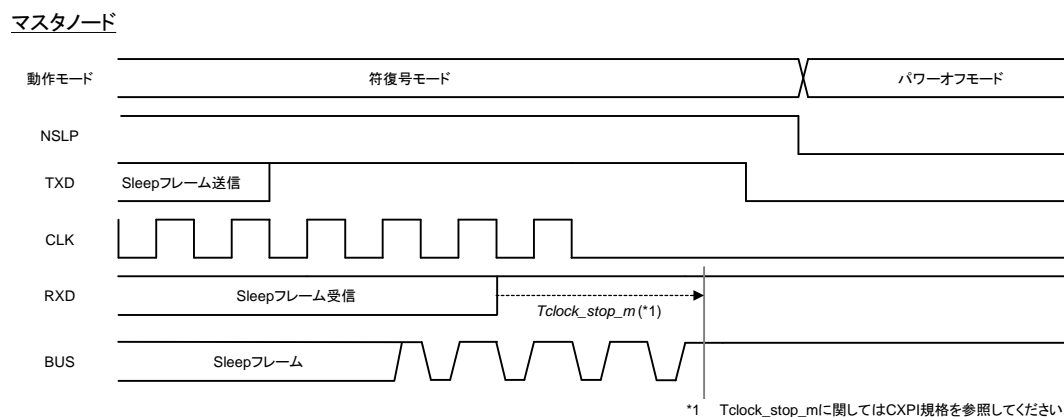 マスタノード
動作モード
符復号モード
パワーオフモード
NSLP
TXD
Sleepフレーム送信
CLK
RXD
Sleepフレーム受信
Tclock_stop_m(*1)
BUS
Sleepフレーム
*1 Tclock_stop_mに関してはCXPI規格を参照してください